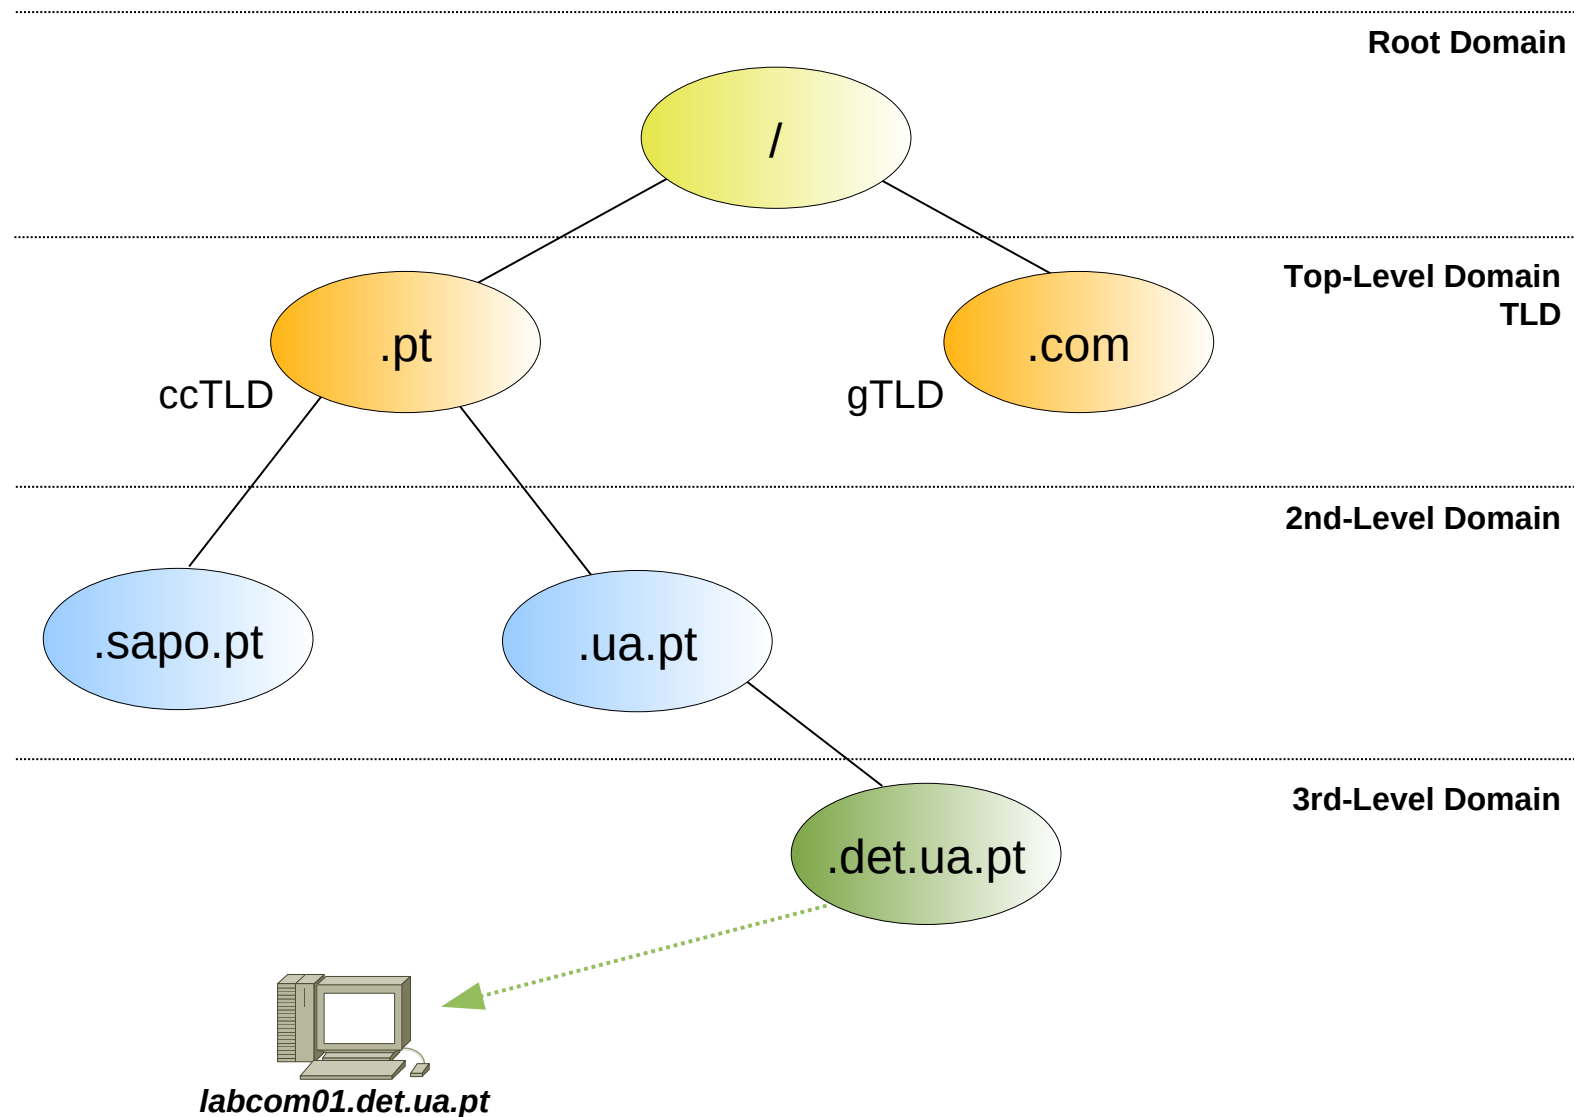 Root Domain
/
Top-Level Domain
TLD
.pt
.com
ccTLD
gTLD
2nd-Level Domain
.sapo.pt
.ua.pt
3rd-Level Domain
.det.ua.pt
labcom01.det.ua.pt